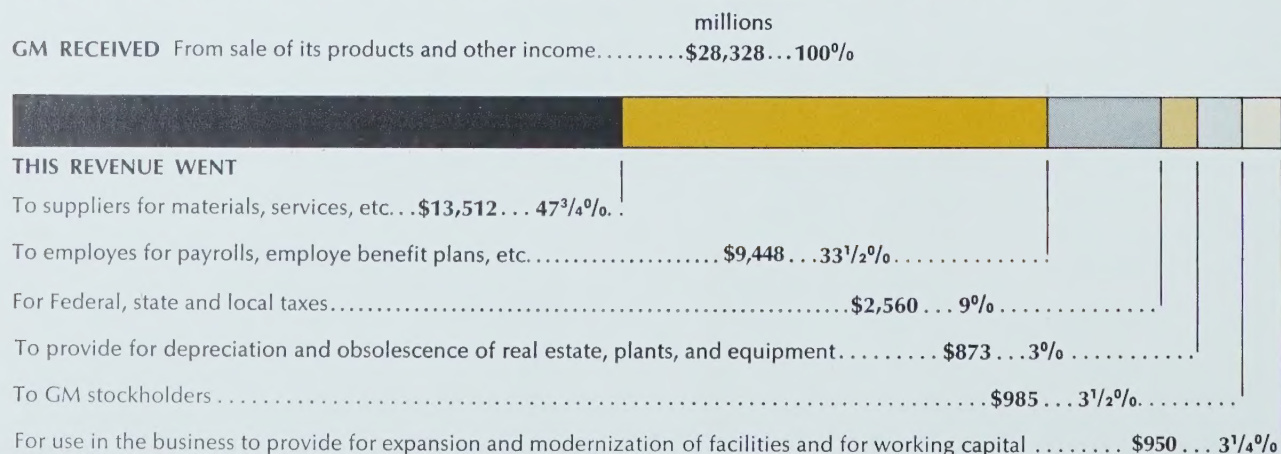 millions
GM RECEIVED From sale of its products and other income.........$28,328...100%
THIS REVENUE WENT
To suppliers for materials, services, etc...$13,512... 47¾%..
To employes for payrolls, employe benefit plans, etc...................... $9,448 ...33½%................
For Federal, state and local taxes..........................................................$2,560 ... 9% ................
To provide for depreciation and obsolescence of real estate, plants, and equipment......... $873 ...3% ............
To GM stockholders ...................................................................................$985 ... 3½%..........
For use in the business to provide for expansion and modernization of facilities and for working capital ........ $950 ... 3¼%